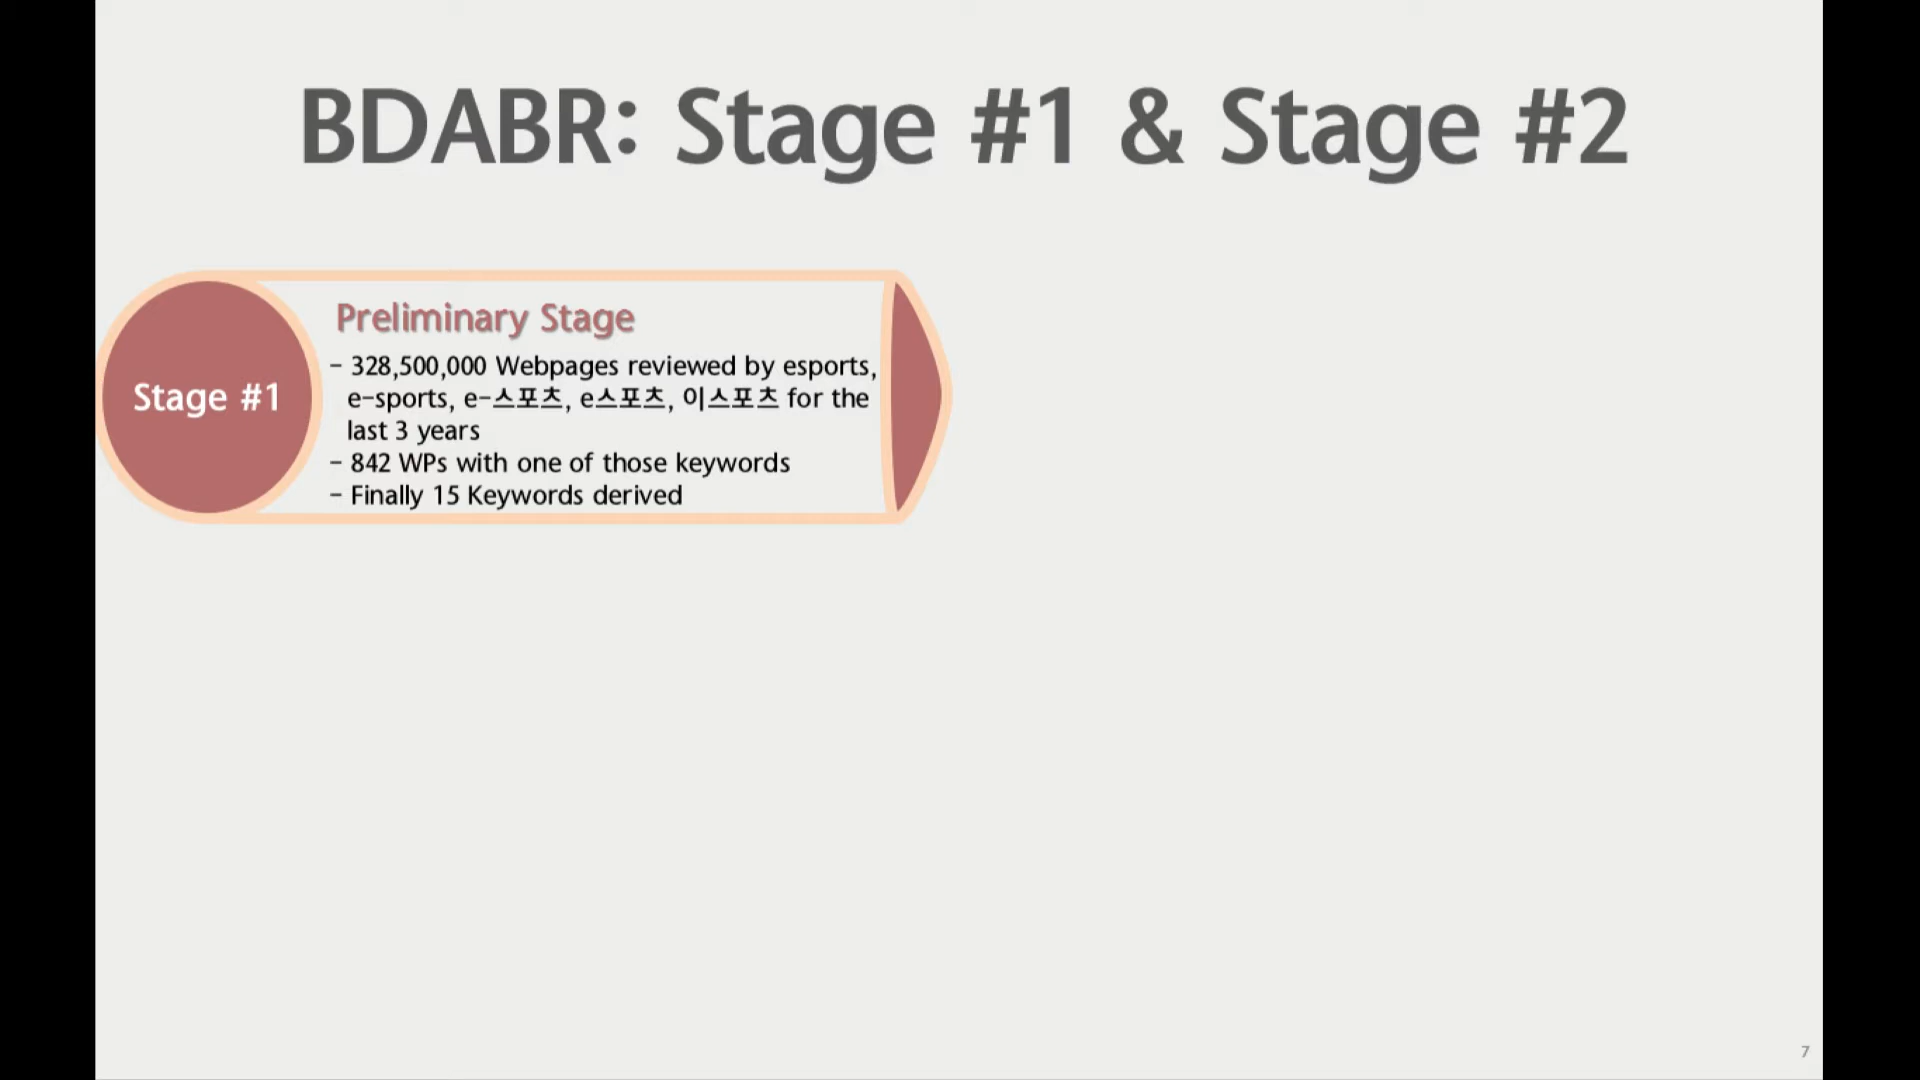 BDABR: Stage #1 & Stage #2
Stage #1
Preliminary Stage
- 328,500,000 Webpages reviewed by esports,
e-sports, e-스포츠, e스포츠, 이스포츠 for the
last 3 years
- 842 WPs with one of those keywords
- Finally 15 Keywords derived
7